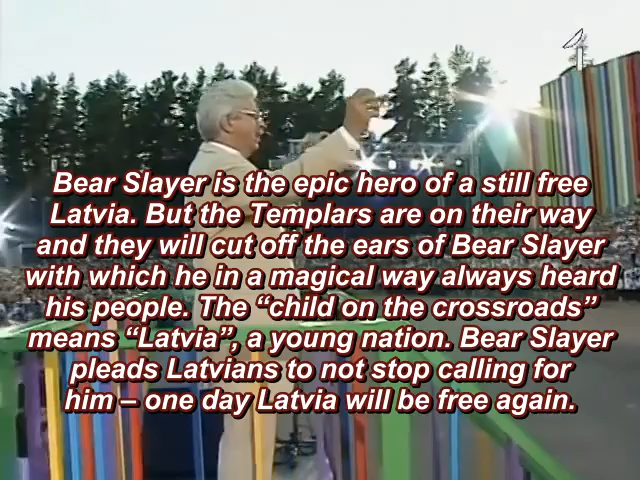 Bear Slayer is the epic hero of a still free
Latvia. But the Templars are on their way
and they will cut off the ears of Bear Slayer
with which he in a magical way always heard
his people. The “child on the crossroads”
means “Latvia”, a young nation. Bear Slayer
pleads Latvians to not stop calling for
him – one day Latvia will be free again.